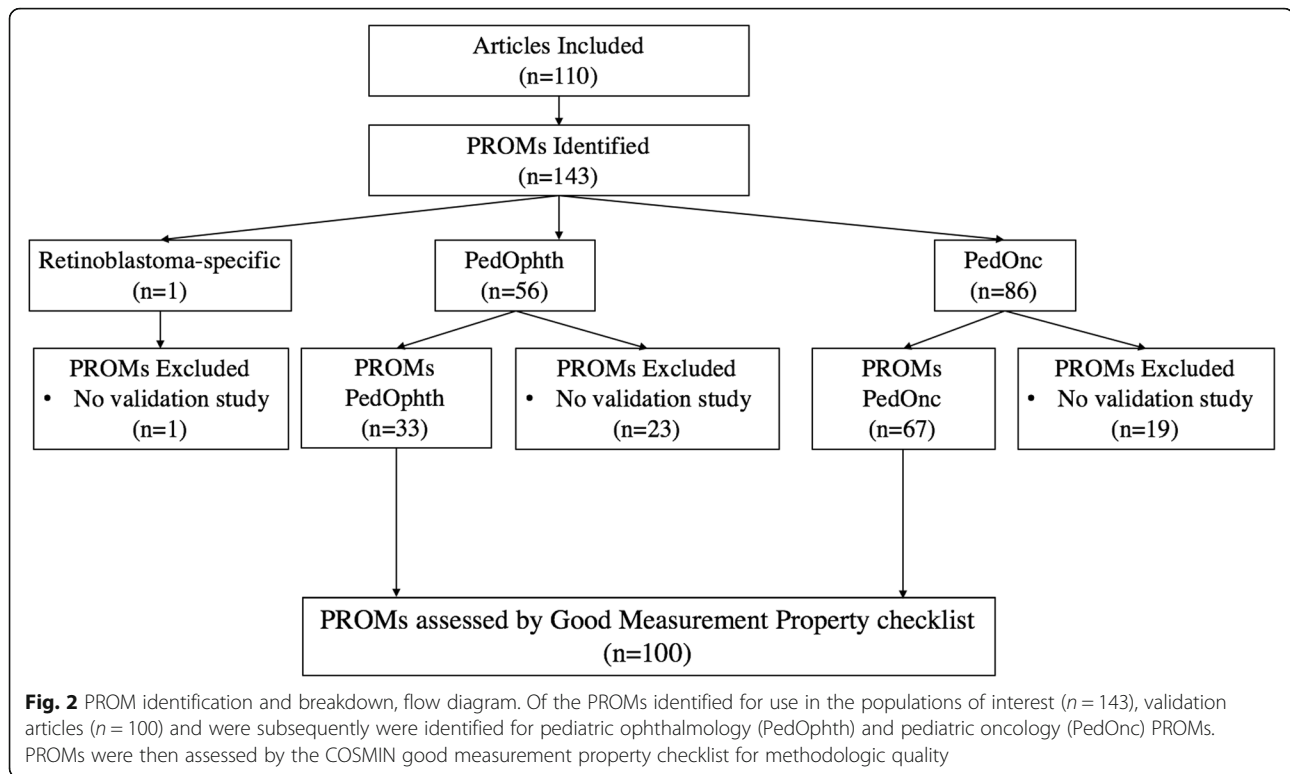 Articles Included
(n=110)
PROMs Identified
(n=143)
Retinoblastoma-specific
(n=1)
PedOphth
(n=56)
PedOnc
(n=86)
PROMs Excluded
• No validation study
(n=1)
PROMs
PedOphth
(n=33)
PROMs Excluded
• No validation study
(n=23)
PROMs
PedOnc
(n=67)
PROMs Excluded
• No validation study
(n=19)
PROMs assessed by Good Measurement Property checklist
(n=100)
Fig. 2 PROM identification and breakdown, flow diagram. Of the PROMs identified for use in the populations of interest (n = 143), validation
articles (n = 100) and were subsequently were identified for pediatric ophthalmology (PedOphth) and pediatric oncology (PedOnc) PROMs.
PROMs were then assessed by the COSMIN good measurement property checklist for methodologic quality